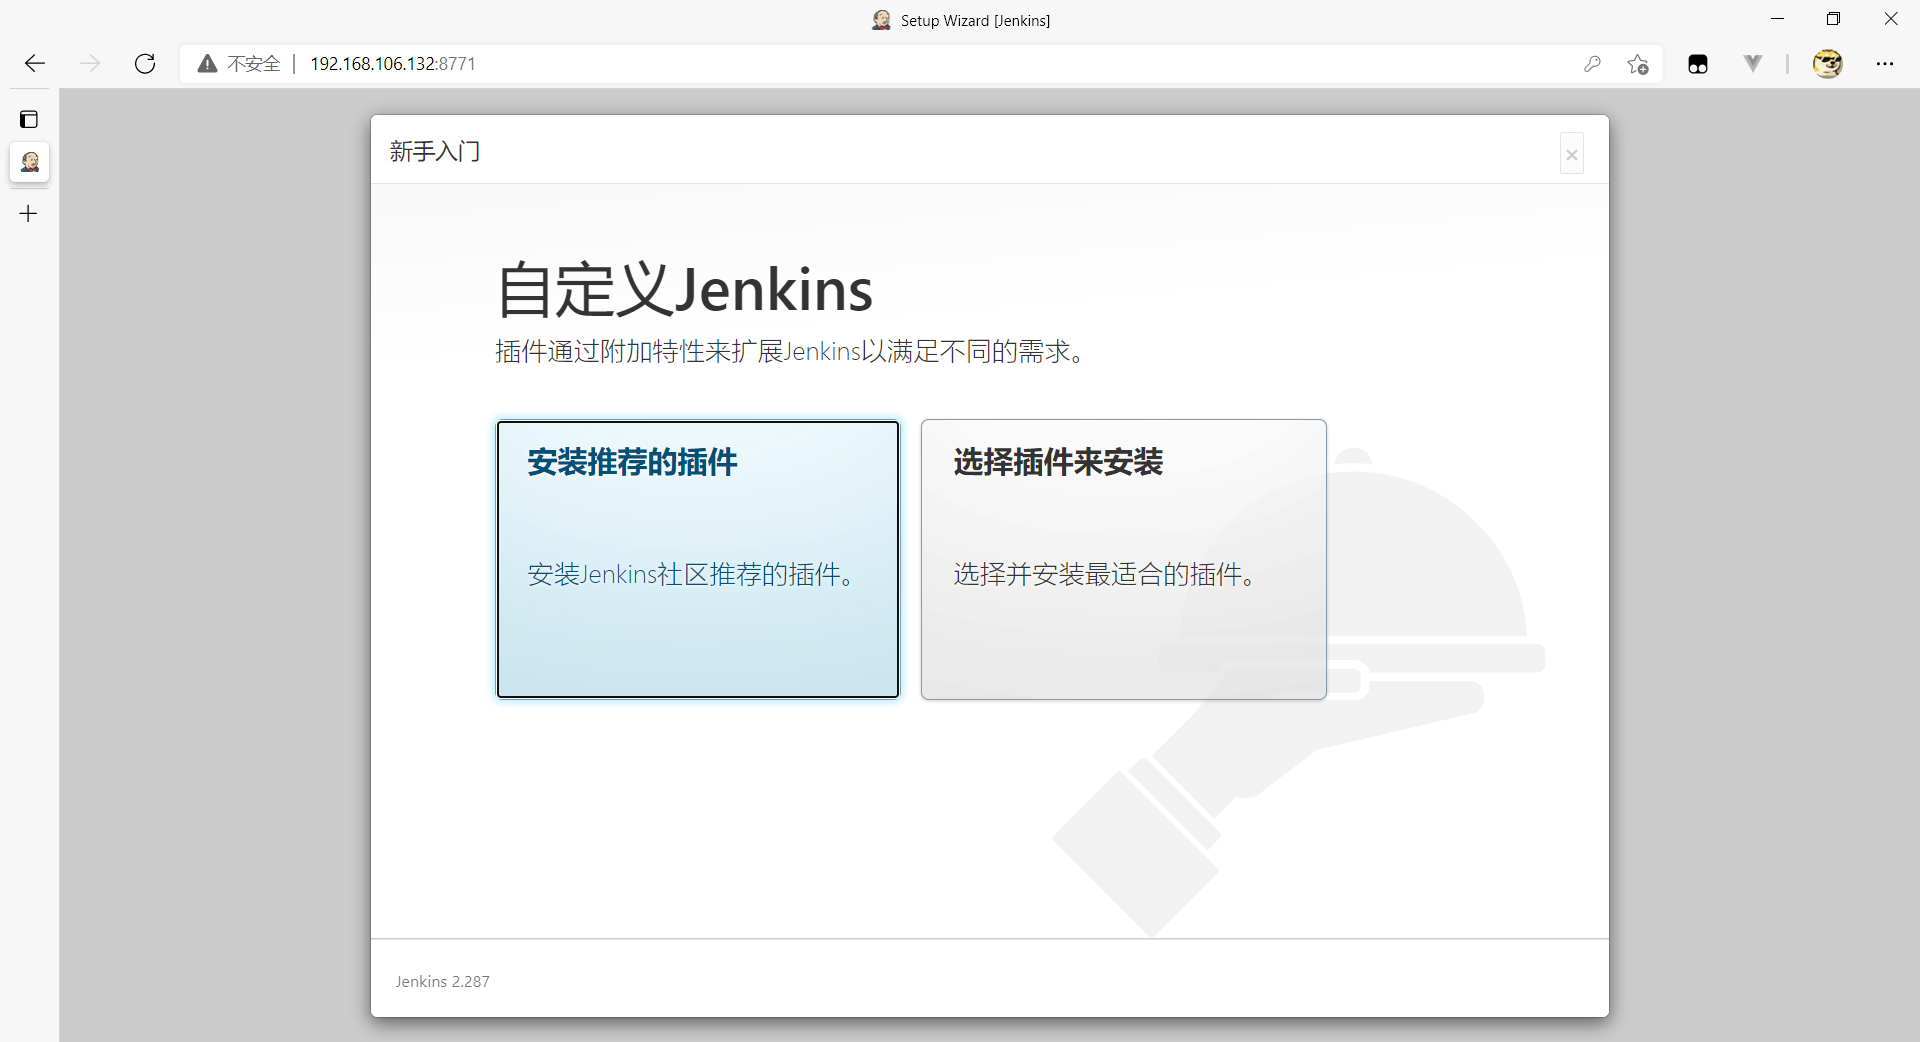 Setup Wizard [Jenkins]
不安全 | 192.168.106.132:8771
新手入门
自定义Jenkins
插件通过附加特性来扩展Jenkins以满足不同的需求。
安装推荐的插件
安装Jenkins社区推荐的插件。
选择插件来安装
选择并安装最适合的插件。
Jenkins 2.287